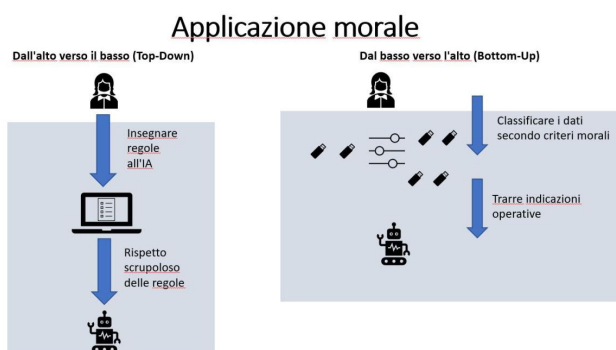 Applicazione morale
Dall'alto verso il basso (Top-Down)
Insegnare
regole
all'IA
Rispetto
scrupoloso
delle regole
Dal basso verso l'alto (Bottom-Up)
Classificare i dati
secondo criteri morali
Trarre indicazioni
operative